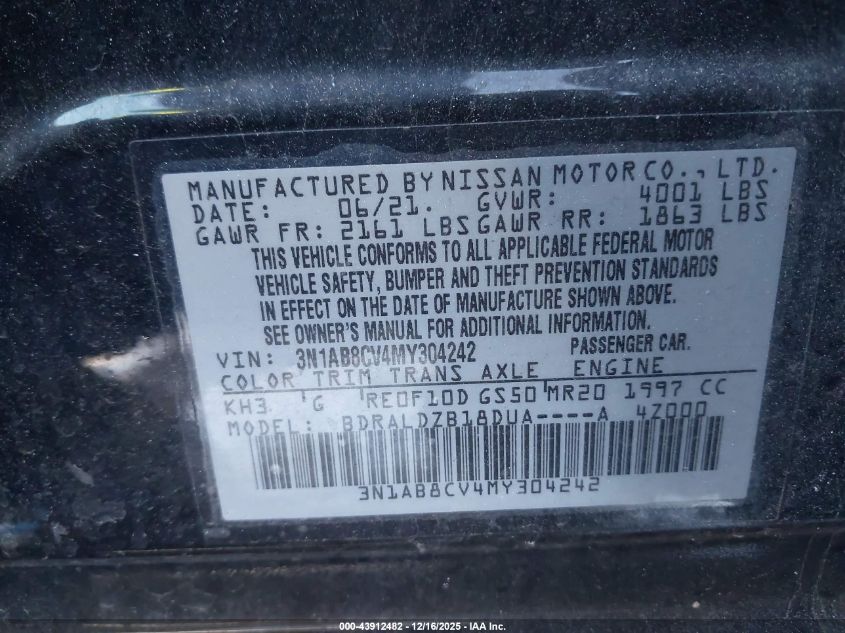 MANUFACTURED BY NISSAN MOTOR CO., LTD.
DATE: 06/21. GVWR: 4001 LBS
GAWR FR: 2161 LBS GAWR RR: 1863 LBS
THIS VEHICLE CONFORMS TO ALL APPLICABLE FEDERAL MOTOR
VEHICLE SAFETY, BUMPER AND THEFT PREVENTION STANDARDS
IN EFFECT ON THE DATE OF MANUFACTURE SHOWN ABOVE.
SEE OWNER'S MANUAL FOR ADDITIONAL INFORMATION.
VIN: 3N1AB8CV4MY304242 PASSENGER CAR.
COLOR TRIM TRANS AXLE ENGINE
KH3 G RE0F10D GS50 MR20 1997 CC
MODEL: BDRALDZB18DUA----A 4Z000
3N1AB8CV4MY304242
000-43912482 - 12/16/2025 - IAA Inc.